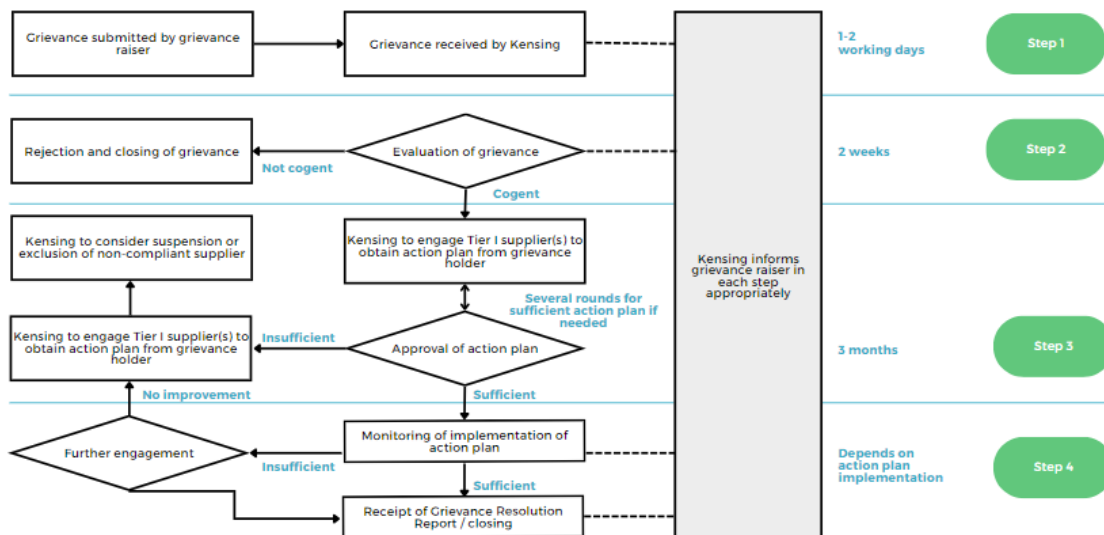 Grievance submitted by grievance
raiser
Grievance received by Kensing
1-2
working days
Step 1
Rejection and closing of grievance
Not cogent
Evaluation of grievance
2 weeks
Step 2
Cogent
Kensing to consider suspension or
exclusion of non-compliant supplier
Kensing to engage Tier I supplier(s) to
obtain action plan from grievance
holder
Kensing informs
grievance raiser in
each step
appropriately
Several rounds for
sufficient action plan if
needed
Kensing to engage Tier I supplier(s) to
obtain action plan from grievance
holder
Insufficient
Approval of action plan
3 months
Step 3
No improvement
Sufficient
Further engagement
Insufficient
Monitoring of implementation of
action plan
Depends on
action plan
implementation
Step 4
Sufficient
Receipt of Grievance Resolution
Report / closing